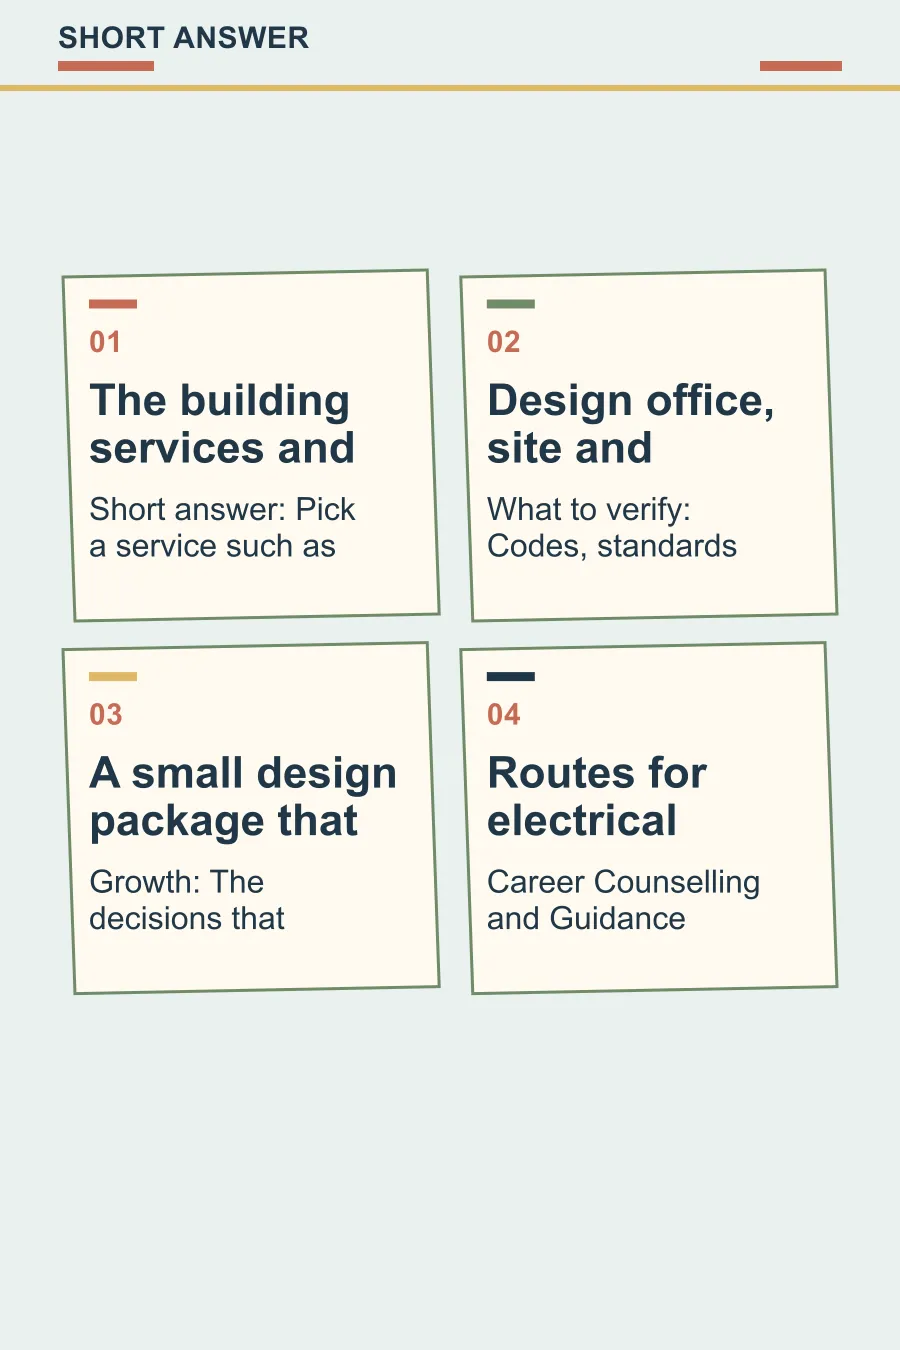 SHORT ANSWER
01
The building
services and
Short answer: Pick
a service such as
02
Design office,
site and
What to verify:
Codes, standards
03
A small design
package that
Growth: The
decisions that
04
Routes for
electrical
Career Counselling
and Guidance